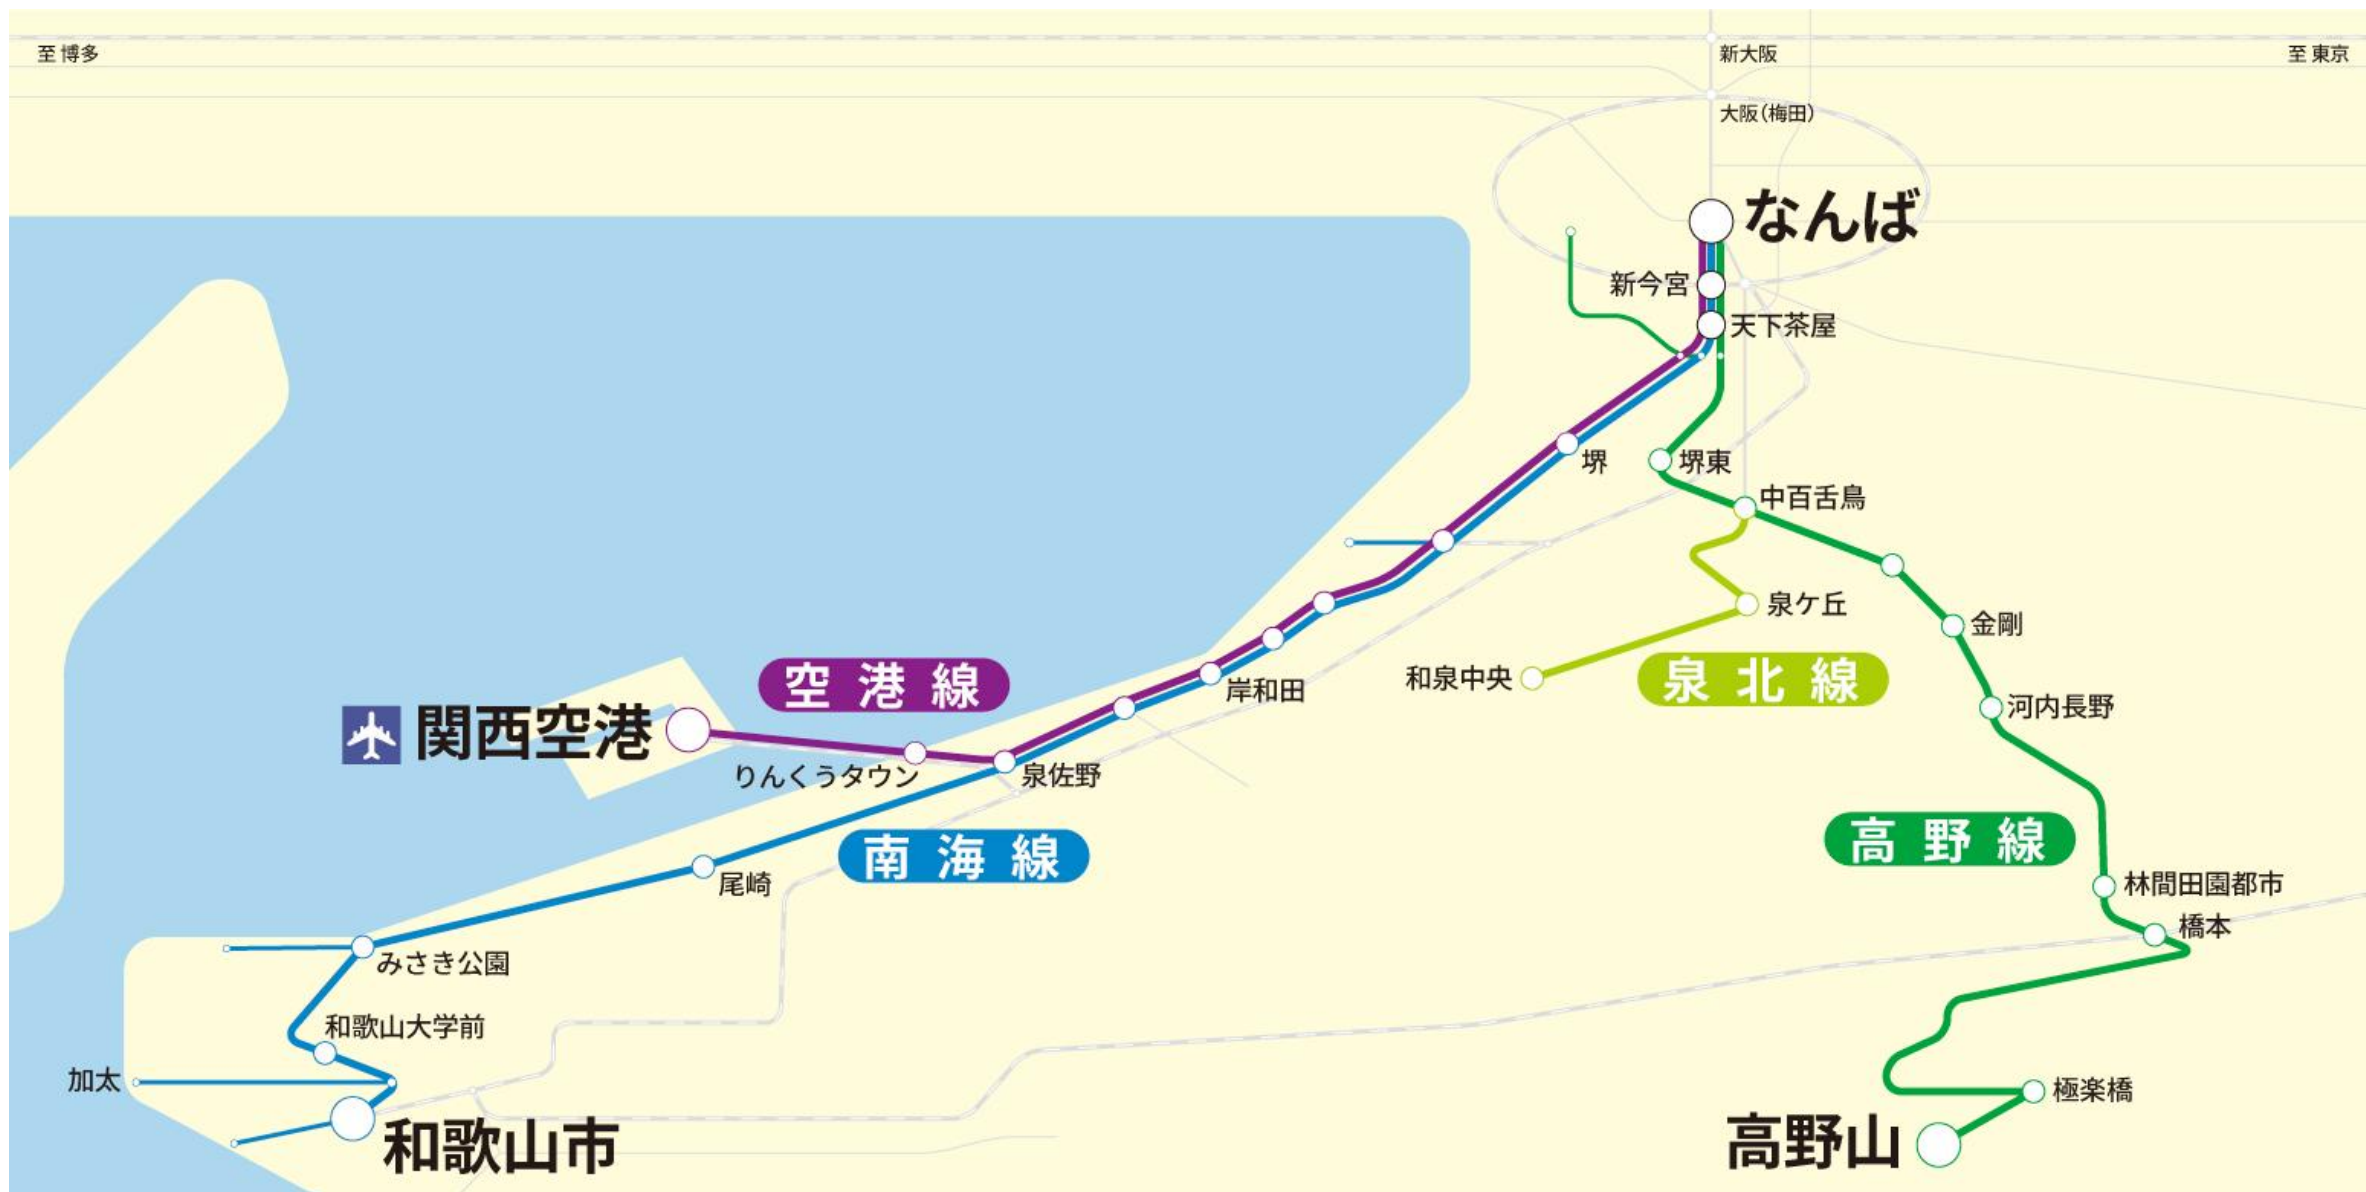 至 博多
新大阪
至 東京
大阪（梅田）
なんば
新今宮
天下茶屋
堺
堺東
中百舌鳥
泉ケ丘
金剛
和泉中央
泉北線
空港線
岸和田
河内長野
関西空港
りんくうタウン
泉佐野
高野線
南海線
尾崎
林間田園都市
橋本
みさき公園
和歌山大学前
加太
極楽橋
和歌山市
高野山